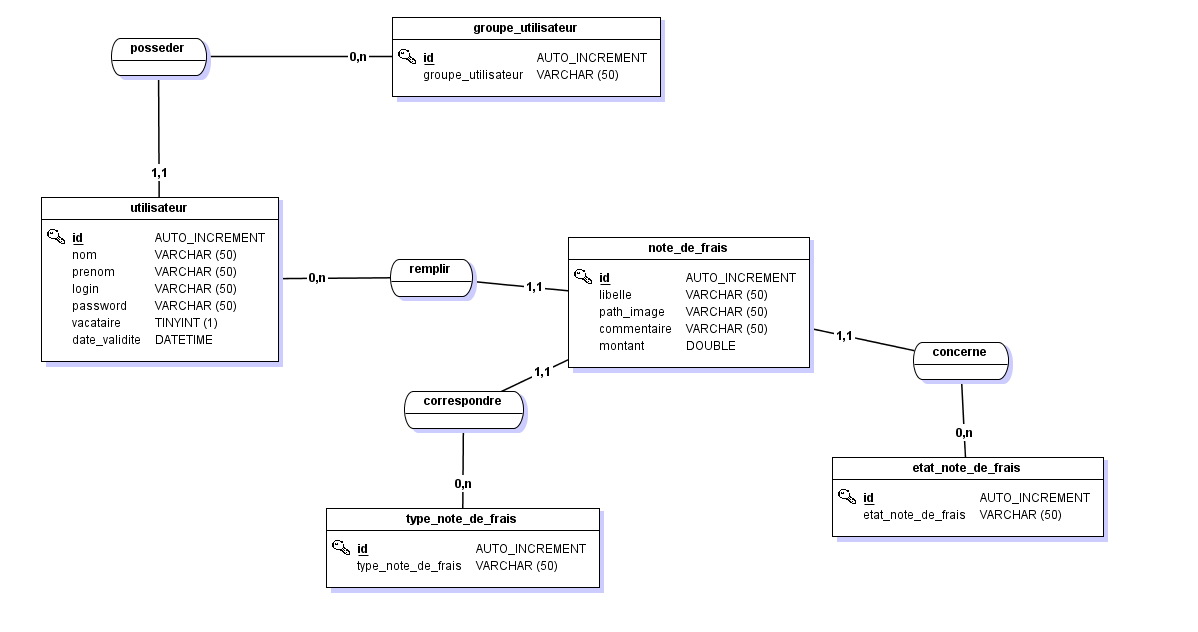 posseder
0,n
groupe_utilisateur
id AUTO_INCREMENT
groupe_utilisateur VARCHAR (50)
1,1
utilisateur
id AUTO_INCREMENT
nom VARCHAR (50)
prenom VARCHAR (50)
login VARCHAR (50)
password VARCHAR (50)
vacataire TINYINT (1)
date_validite DATETIME
0,n
remplir
1,1
note_de_frais
id AUTO_INCREMENT
libelle VARCHAR (50)
path_image VARCHAR (50)
commentaire VARCHAR (50)
montant DOUBLE
1,1
concerne
0,n
etat_note_de_frais
id AUTO_INCREMENT
etat_note_de_frais VARCHAR (50)
1,1
correspondre
0,n
type_note_de_frais
id AUTO_INCREMENT
type_note_de_frais VARCHAR (50)